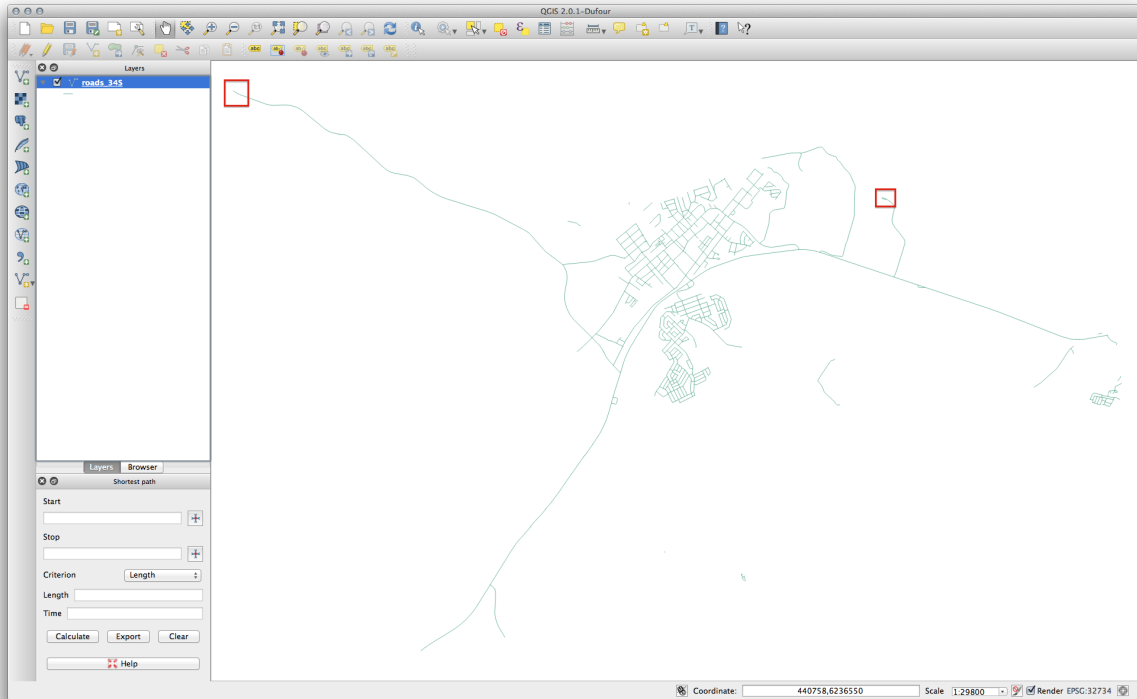 QGIS 2.0.1-Dufour
Layers
roads_34S
Layers Browser
Shortest path
Start
Stop
Criterion Length
Length
Time
Calculate Export Clear
Help
Coordinate: 440758,6236550 Scale 1:29800 Render EPSG:32734